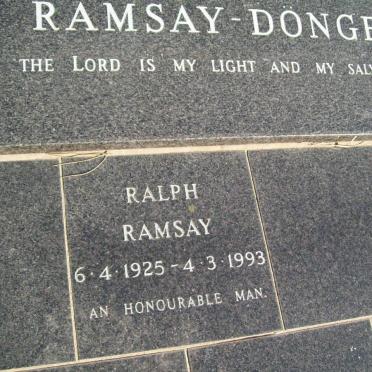 RAMSAY-DÖNGE
THE LORD IS MY LIGHT AND MY SALV
RALPH
RAMSAY
6·4·1925-4·3·1993
AN HONOURABLE MAN.